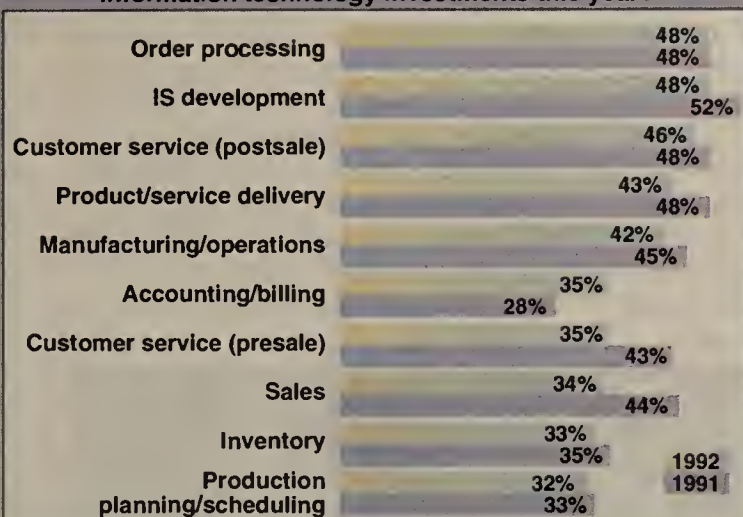 Order processing 48%
48%
IS development 48%
52%
Customer service (postsale) 46%
48%
Product/service delivery 43%
48%
Manufacturing/operations 42%
45%
Accounting/billing 35%
28%
Customer service (presale) 35%
43%
Sales 34%
44%
Inventory 33%
35%
Production
planning/scheduling 32%
33%
1992
1991